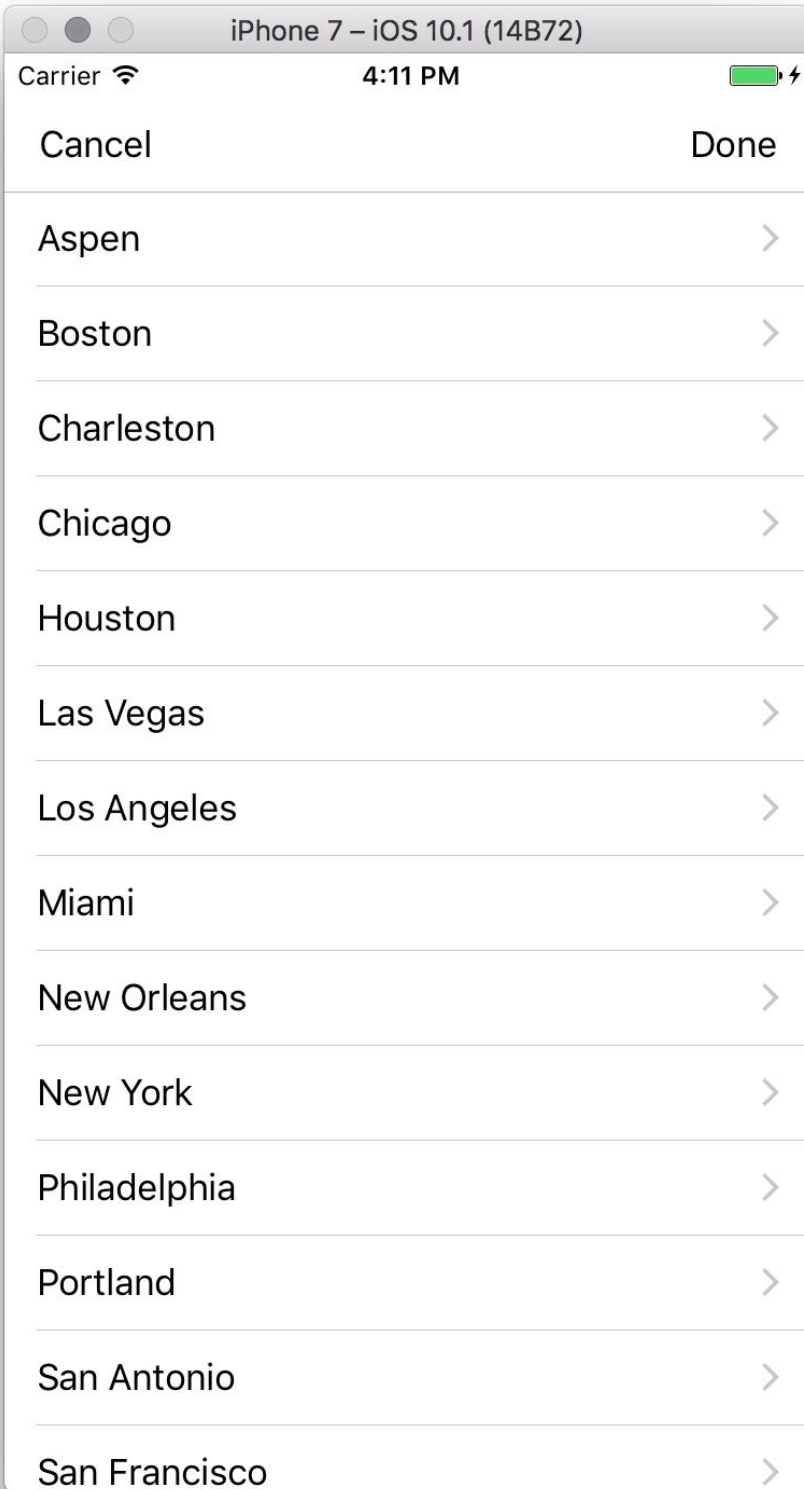 iPhone 7 – iOS 10.1 (14B72)
Carrier 4:11 PM
Cancel Done
Aspen
Boston
Charleston
Chicago
Houston
Las Vegas
Los Angeles
Miami
New Orleans
New York
Philadelphia
Portland
San Antonio
San Francisco